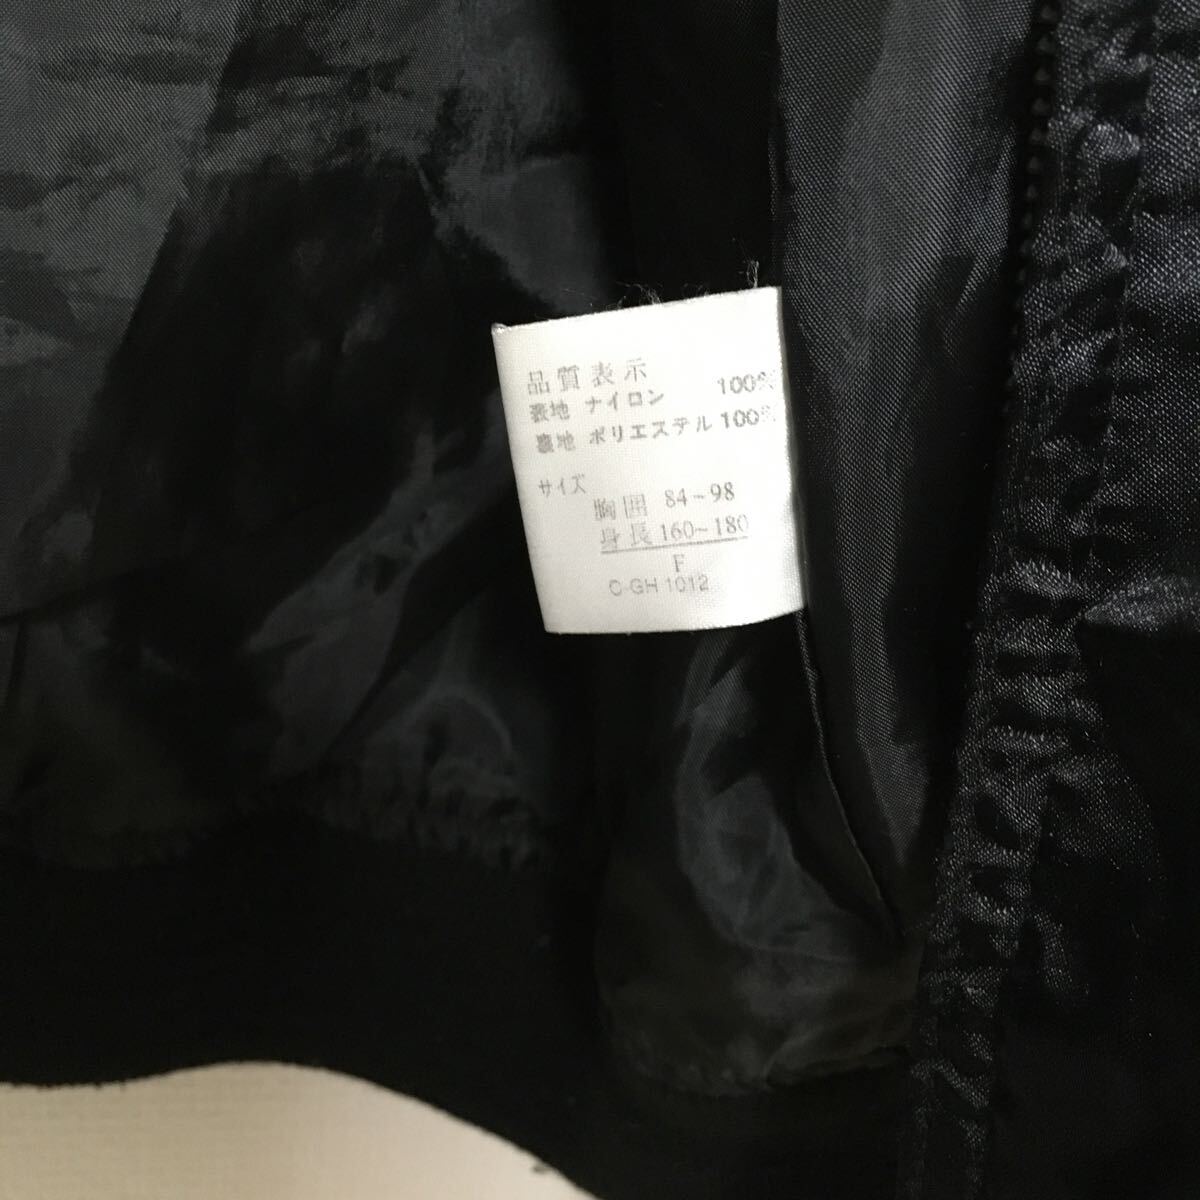 品質表示
表地 ナイロン 100%
裏地 ポリエステル 100%
サイズ
胸囲 84~98
身長 160~180
F
C-GH 1012